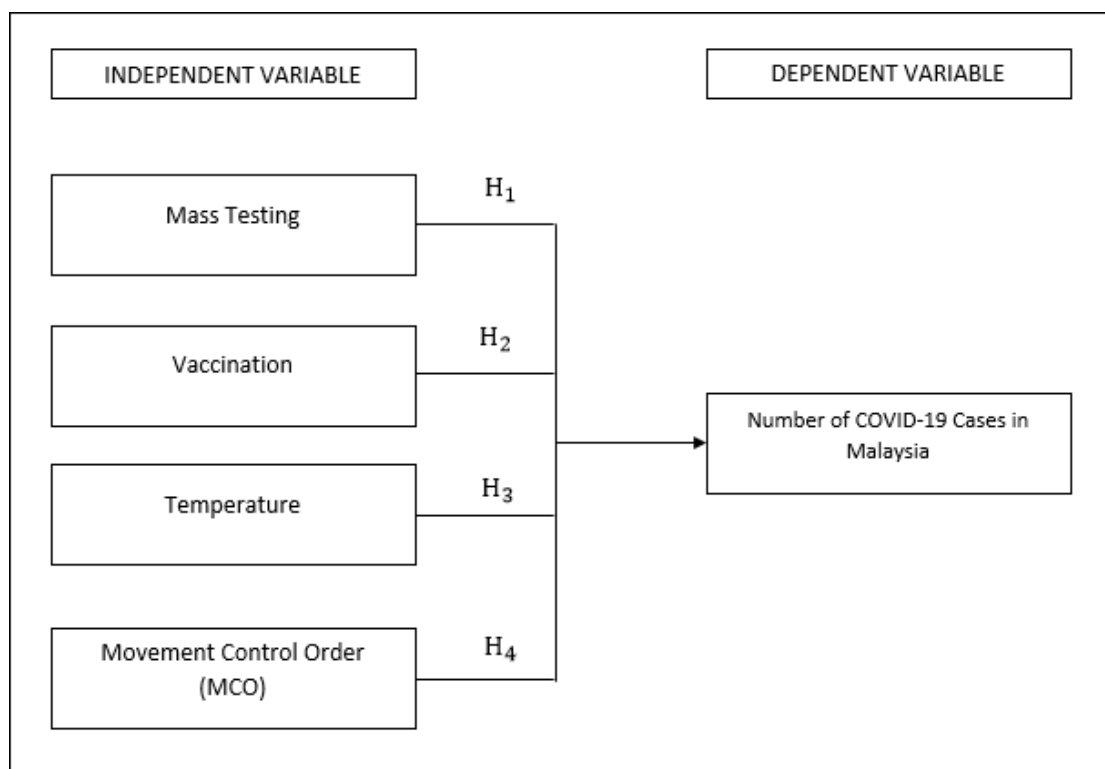 INDEPENDENT VARIABLE
DEPENDENT VARIABLE
Mass Testing
H₁
Vaccination
H₂
Number of COVID-19 Cases in
Malaysia
Temperature
H₃
Movement Control Order
(MCO)
H₄